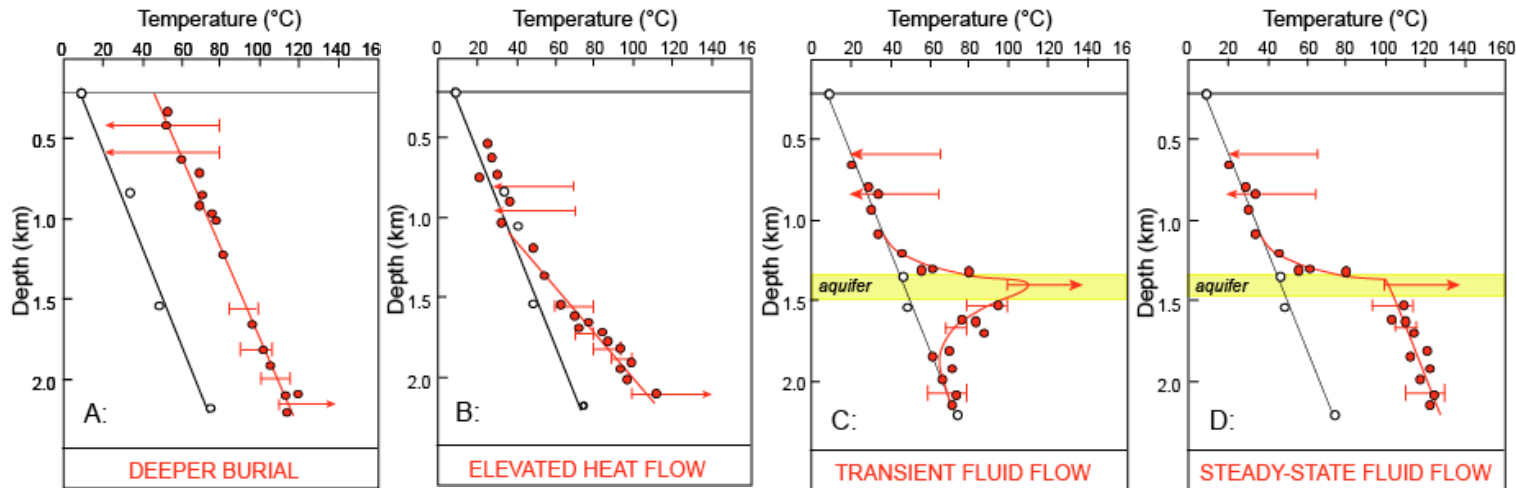 Temperature (°C)
0 20 40 60 80 100 120 140 16
0.5
1.0
1.5
2.0
Depth (km)
A:
DEEPER BURIAL
Temperature (°C)
0 20 40 60 80 100 120 140 16
0.5
1.0
1.5
2.0
Depth (km)
B:
ELEVATED HEAT FLOW
Temperature (°C)
0 20 40 60 80 100 120 140 16
0.5
1.0
aquifer
1.5
2.0
Depth (km)
C:
TRANSIENT FLUID FLOW
Temperature (°C)
0 20 40 60 80 100 120 140 160
0.5
1.0
aquifer
1.5
2.0
Depth (km)
D:
STEADY-STATE FLUID FLOW